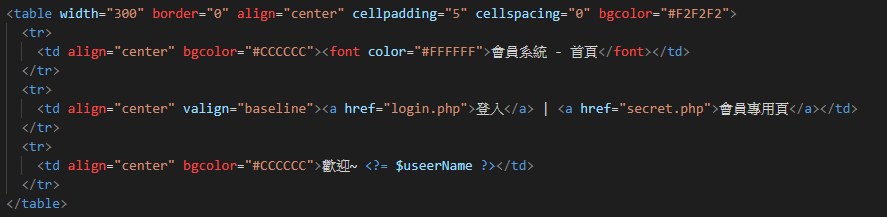 <table width="300" border="0" align="center" cellpadding="5" cellspacing="0" bgcolor="#F2F2F2">
<tr>
<td align="center" bgcolor="#CCCCCC"><font color="#FFFFFF">會員系統 - 首頁</font></td>
</tr>
<tr>
<td align="center" valign="baseline"><a href="login.php">登入</a> | <a href="secret.php">會員專用頁</a></td>
</tr>
<tr>
<td align="center" bgcolor="#CCCCCC">歡迎~ <?= $useerName ?></td>
</tr>
</table>